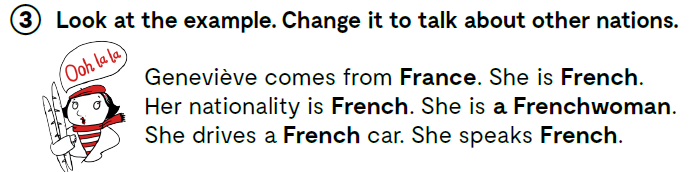 ③ Look at the example. Change it to talk about other nations.
Ooh la la
Geneviève comes from France. She is French.
Her nationality is French. She is a Frenchwoman.
She drives a French car. She speaks French.